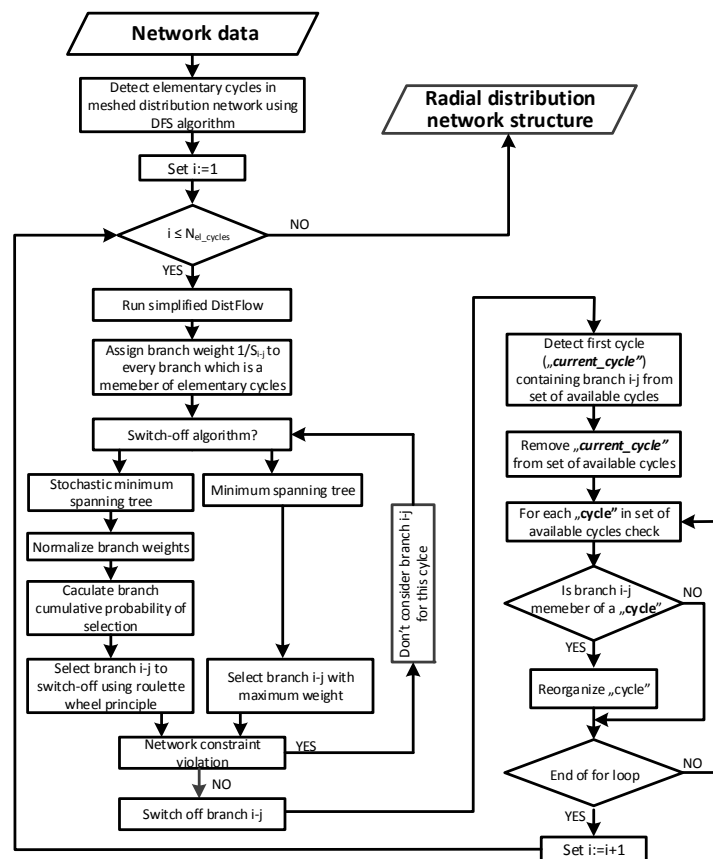 Network data
Detect elementary cycles in
meshed distribution network using
DFS algorithm
Set i:=1
i ≤ Nel_cycles
NO
YES
Radial distribution
network structure
Run simplified DistFlow
Assign branch weight 1/Si-j to
every branch which is a
memeber of elementary cycles
Switch-off algorithm?
Stochastic minimum
spanning tree
Normalize branch weights
Caculate branch
cumulative probability of
selection
Select branch i-j to
switch-off using roulette
wheel principle
Minimum spanning tree
Select branch i-j with
maximum weight
Don't consider branch i-j
for this cylce
Network constraint
violation
YES
NO
Switch off branch i-j
Detect first cycle
(„current_cycle")
containing branch i-j from
set of available cycles
Remove „current_cycle"
from set of available cycles
For each „cycle" in set of
available cycles check
Is branch i-j
memeber of a „cycle"
NO
YES
Reorganize „cycle"
End of for loop
NO
YES
Set i:=i+1